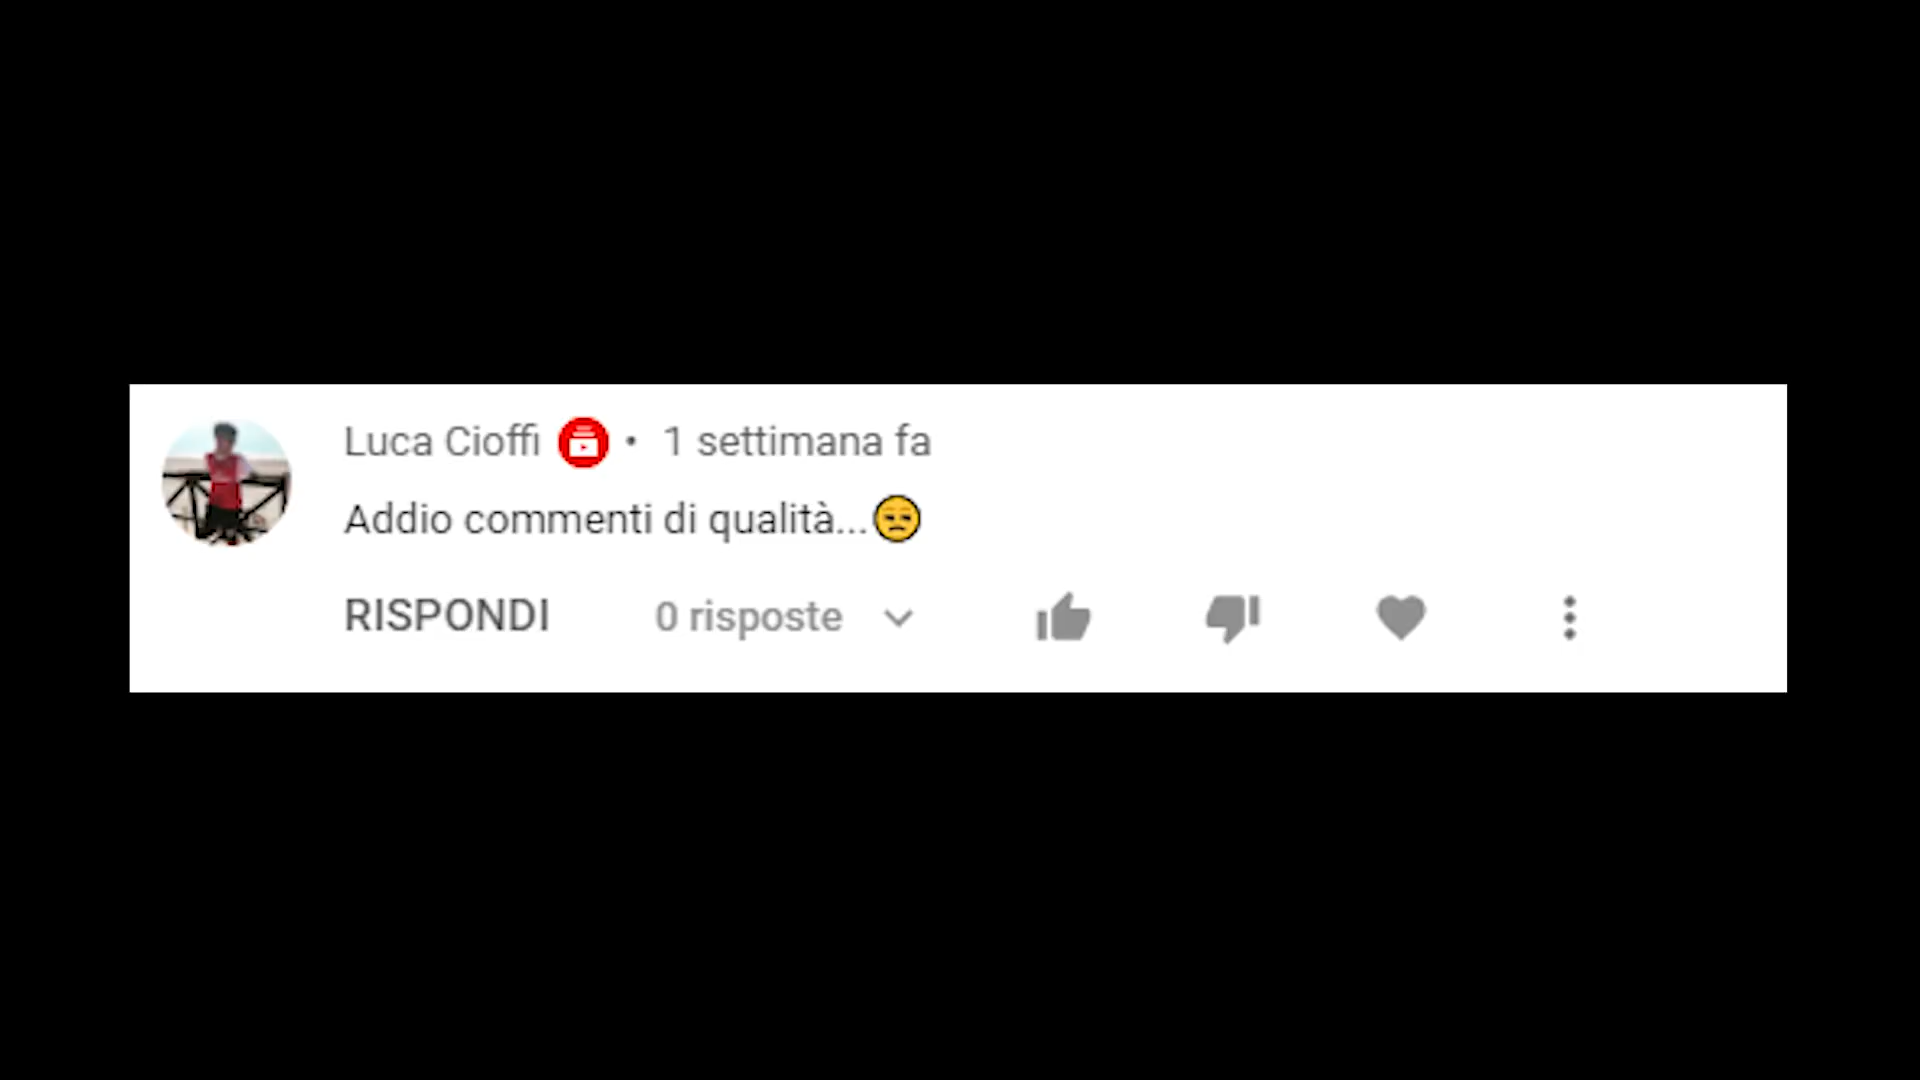 Luca Cioffi • 1 settimana fa
Addio commenti di qualità...😒
RISPONDI 0 risposte